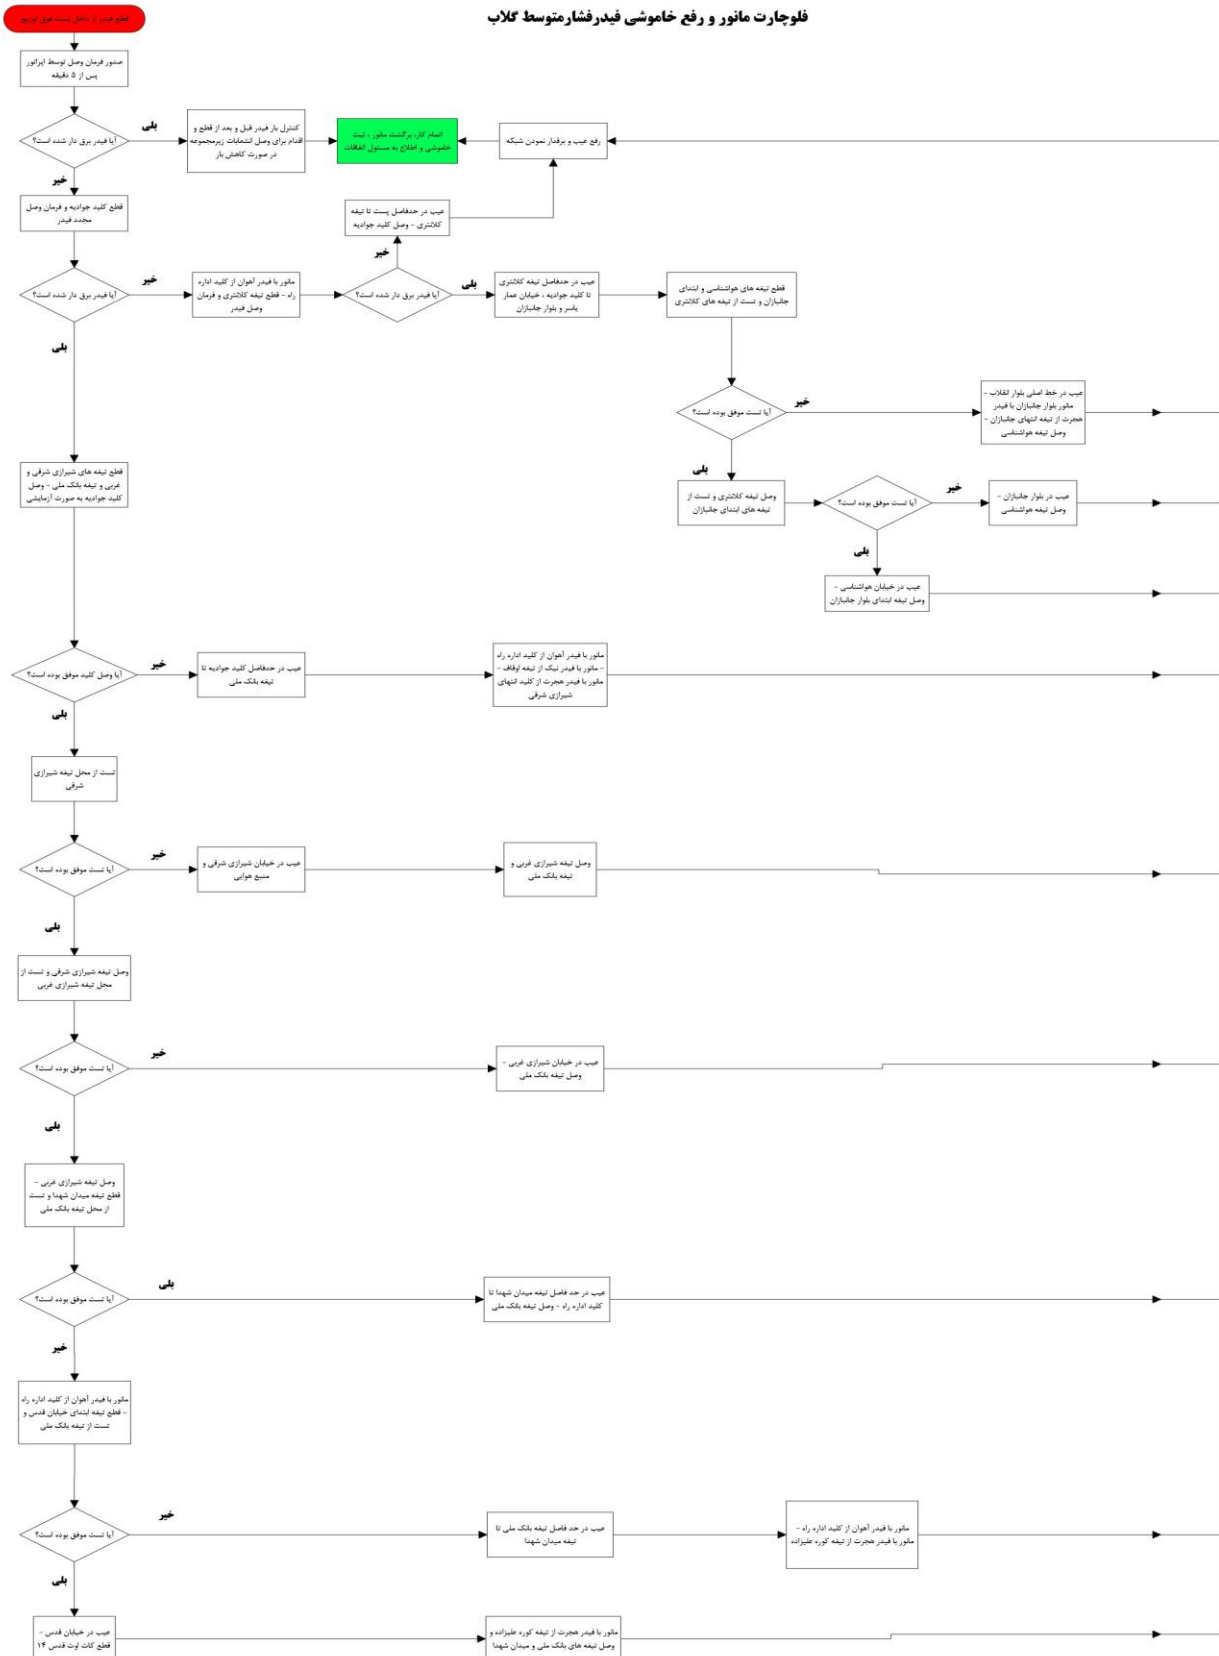 فلوچارت مانور و رفع خاموشی فیدرفشارمتوسط گلاب
قطع فیدر از داخل پست فوق توزیع
صدور فرمان وصل توسط اپراتور
پس از ۵ دقیقه
آیا فیدر برق دار شده است؟
بلی
کنترل بار فیدر قبل و بعد از قطع و
اقدام برای وصل انشعابات زیرمجموعه
در صورت کاهش بار
اتمام کار، برگشت مانور ، ثبت
خاموشی و اطلاع به مسئول اتفاقات
رفع عیب و برقدار نمودن شبکه
خیر
قطع کلید جوادیه و فرمان وصل
مجدد فیدر
عیب در حدفاصل پست تا تیغه
کلانتری - وصل کلید جوادیه
خیر
آیا فیدر برق دار شده است؟
خیر
مانور با فیدر آهوان از کلید اداره
راه - قطع تیغه کلانتری و فرمان
وصل فیدر
آیا فیدر برق دار شده است؟
بلی
عیب در حدفاصل تیغه کلانتری
تا کلید جوادیه ، خیابان عمار
یاسر و بلوار جانبازان
قطع تیغه های هواشناسی و ابتدای
جانبازان و تست از تیغه های کلانتری
بلی
آیا تست موفق بوده است؟
خیر
عیب در خط اصلی بلوار انقلاب -
مانور بلوار جانبازان با فیدر
هجرت از تیغه انتهای جانبازان -
وصل تیغه هواشناسی
بلی
قطع تیغه های شیرازی شرقی و
غربی و تیغه بانک ملی - وصل
کلید جوادیه به صورت آزمایشی
وصل تیغه کلانتری و تست از
تیغه های ابتدای جانبازان
آیا تست موفق بوده است؟
خیر
عیب در بلوار جانبازان -
وصل تیغه هواشناسی
بلی
عیب در خیابان هواشناسی -
وصل تیغه ابتدای بلوار جانبازان
آیا وصل کلید موفق بوده است؟
خیر
عیب در حدفاصل کلید جوادیه تا
تیغه بانک ملی
مانور با فیدر آهوان از کلید اداره راه
- مانور با فیدر نیک از تیغه اوقاف -
مانور با فیدر هجرت از کلید انتهای
شیرازی شرقی
بلی
تست از محل تیغه شیرازی
شرقی
آیا تست موفق بوده است؟
خیر
عیب در خیابان شیرازی شرقی و
منبع هوایی
وصل تیغه شیرازی غربی و
تیغه بانک ملی
بلی
وصل تیغه شیرازی شرقی و تست از
محل تیغه شیرازی غربی
آیا تست موفق بوده است؟
خیر
عیب در خیابان شیرازی غربی -
وصل تیغه بانک ملی
بلی
وصل تیغه شیرازی غربی -
قطع تیغه میدان شهدا و تست
از محل تیغه بانک ملی
آیا تست موفق بوده است؟
بلی
عیب در حد فاصل تیغه میدان شهدا تا
کلید اداره راه - وصل تیغه بانک ملی
خیر
مانور با فیدر آهوان از کلید اداره راه
- قطع تیغه ابتدای خیابان قدس و
تست از تیغه بانک ملی
آیا تست موفق بوده است؟
خیر
عیب در حد فاصل تیغه بانک ملی تا
تیغه میدان شهدا
مانور با فیدر آهوان از کلید اداره راه -
مانور با فیدر هجرت از تیغه کوره علیزاده
بلی
عیب در خیابان قدس -
قطع کات اوت قدس ۱۴
مانور با فیدر هجرت از تیغه کوره علیزاده و
وصل تیغه های بانک ملی و میدان شهدا